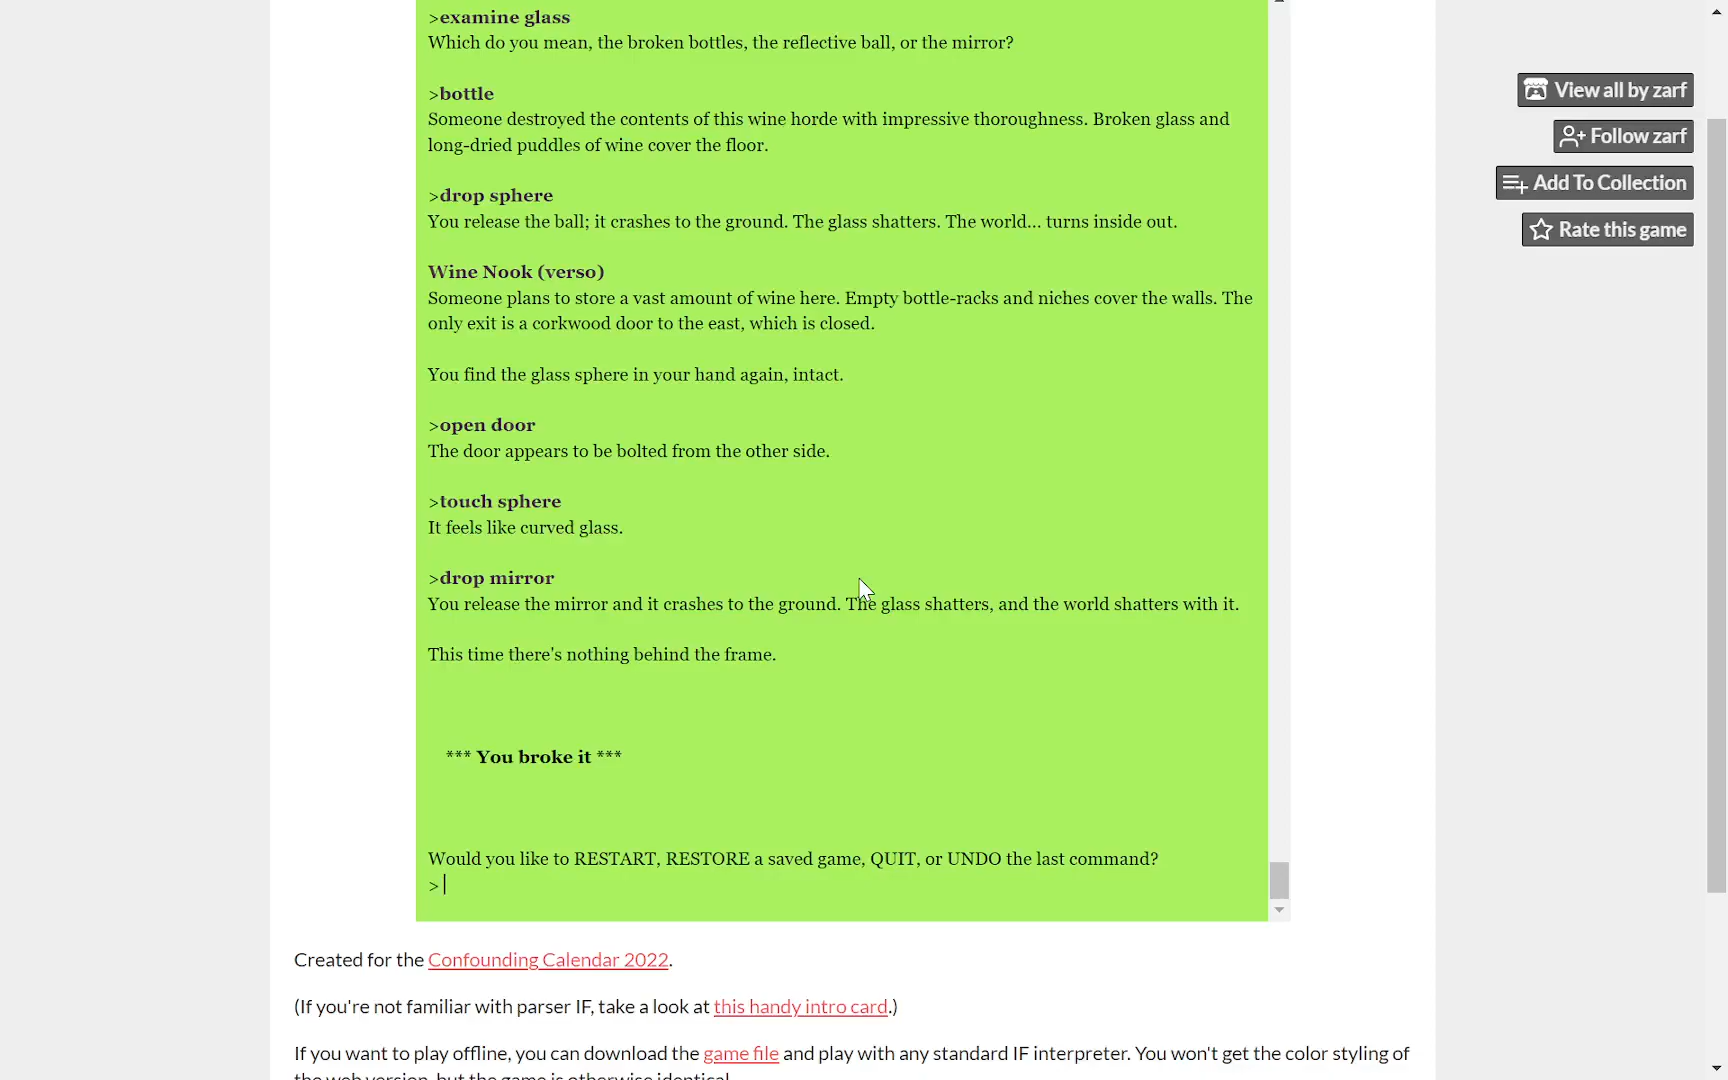 >examine glass
Which do you mean, the broken bottles, the reflective ball, or the mirror?
>bottle
Someone destroyed the contents of this wine horde with impressive thoroughness. Broken glass and
long-dried puddles of wine cover the floor.
>drop sphere
You release the ball; it crashes to the ground. The glass shatters. The world... turns inside out.
Wine Nook (verso)
Someone plans to store a vast amount of wine here. Empty bottle-racks and niches cover the walls. The
only exit is a corkwood door to the east, which is closed.
You find the glass sphere in your hand again, intact.
>open door
The door appears to be bolted from the other side.
>touch sphere
It feels like curved glass.
>drop mirror
You release the mirror and it crashes to the ground. The glass shatters, and the world shatters with it.
This time there's nothing behind the frame.
*** You broke it ***
Would you like to RESTART, RESTORE a saved game, QUIT, or UNDO the last command?
>
View all by zarf
Follow zarf
Add To Collection
Rate this game
Created for the Confounding Calendar 2022.
(If you're not familiar with parser IF, take a look at this handy intro card.)
If you want to play offline, you can download the game file and play with any standard IF interpreter. You won't get the color styling of
the web version, but the game is otherwise identical.